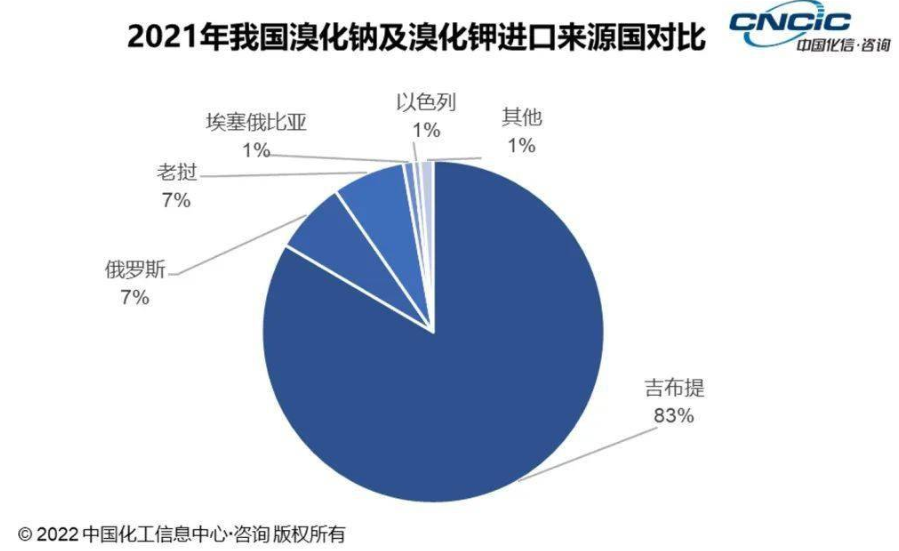 2021年我国溴化钠及溴化钾进口来源国对比
CNCIC
中国化信·咨询
以色列
1%
其他
1%
埃塞俄比亚
1%
老挝
7%
俄罗斯
7%
吉布提
83%
© 2022 中国化工信息中心·咨询 版权所有